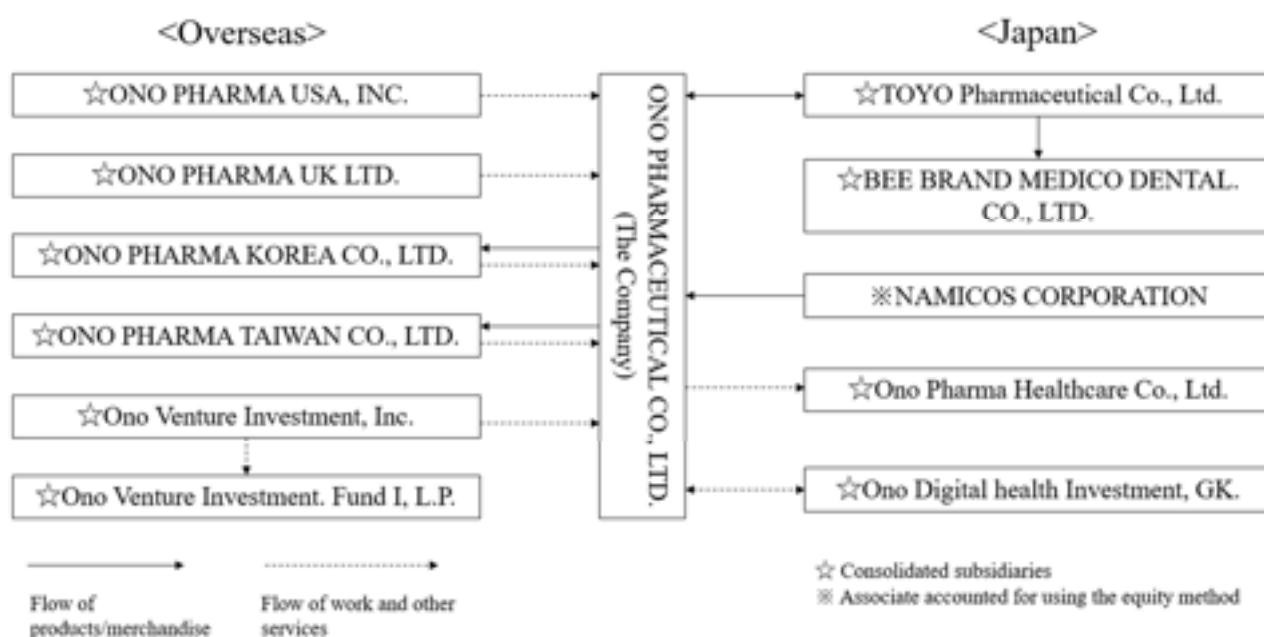 <Overseas>
<Japan>
☆ONO PHARMA USA, INC.
☆ONO PHARMA UK LTD.
☆ONO PHARMA KOREA CO., LTD.
☆ONO PHARMA TAIWAN CO., LTD.
☆Ono Venture Investment, Inc.
☆Ono Venture Investment. Fund I, L.P.
ONO PHARMACEUTICAL CO., LTD.
(The Company)
☆TOYO Pharmaceutical Co., Ltd.
☆BEE BRAND MEDICO DENTAL.
CO., LTD.
※NAMICOS CORPORATION
☆Ono Pharma Healthcare Co., Ltd.
☆Ono Digital health Investment, GK.
Flow of
products/merchandise
Flow of work and other
services
☆ Consolidated subsidiaries
※ Associate accounted for using the equity method